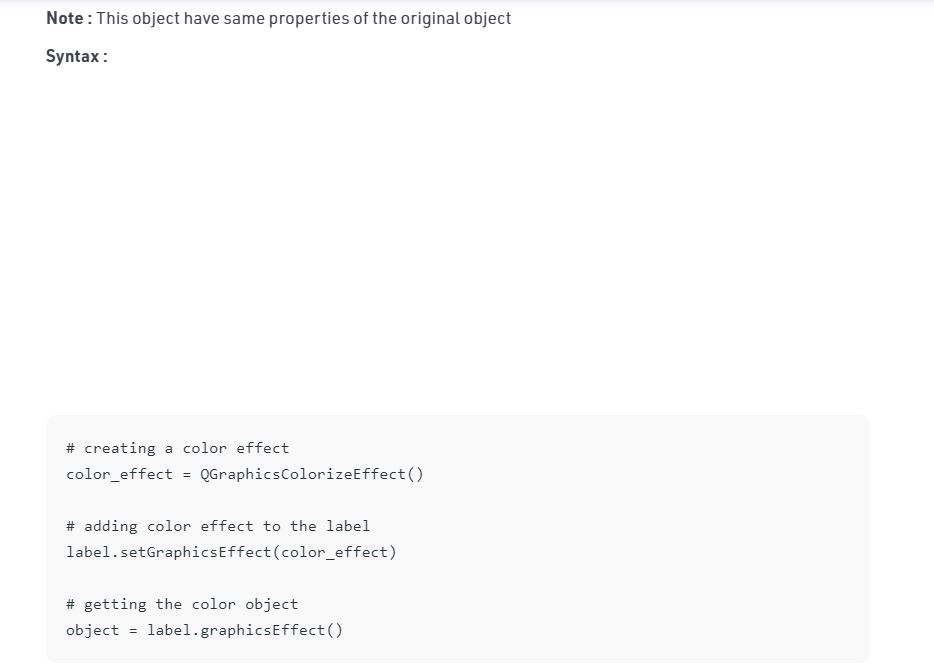 Note : This object have same properties of the original object
Syntax :
# creating a color effect
color_effect = QGraphicsColorizeEffect()
# adding color effect to the label
label.setGraphicsEffect(color_effect)
# getting the color object
object = label.graphicsEffect()